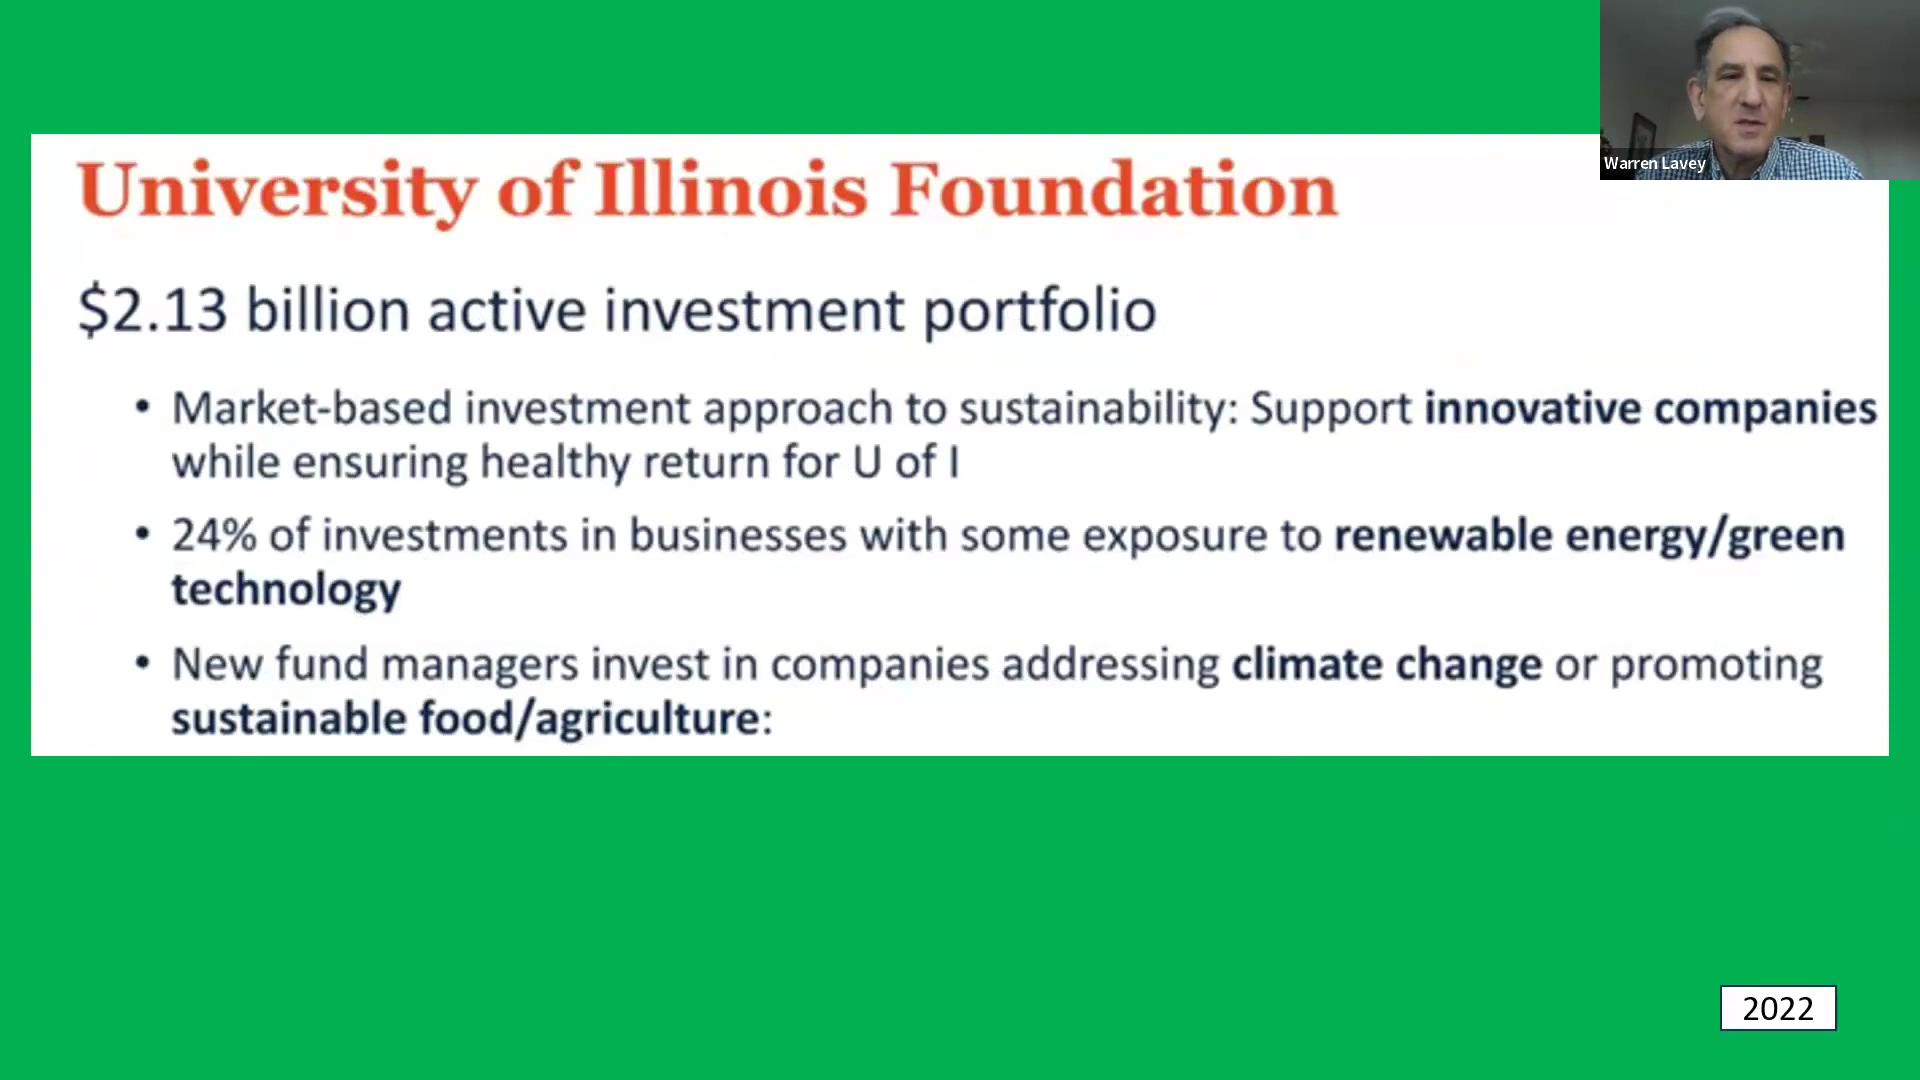 Warren Lavey
University of Illinois Foundation
$2.13 billion active investment portfolio
• Market-based investment approach to sustainability: Support innovative companies
while ensuring healthy return for U of I
• 24% of investments in businesses with some exposure to renewable energy/green
technology
• New fund managers invest in companies addressing climate change or promoting
sustainable food/agriculture:
2022